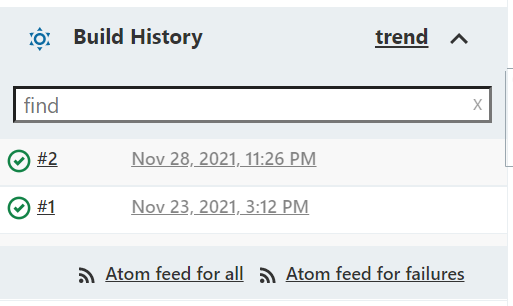 Build History trend
find x
#2 Nov 28, 2021, 11:26 PM
#1 Nov 23, 2021, 3:12 PM
Atom feed for all Atom feed for failures